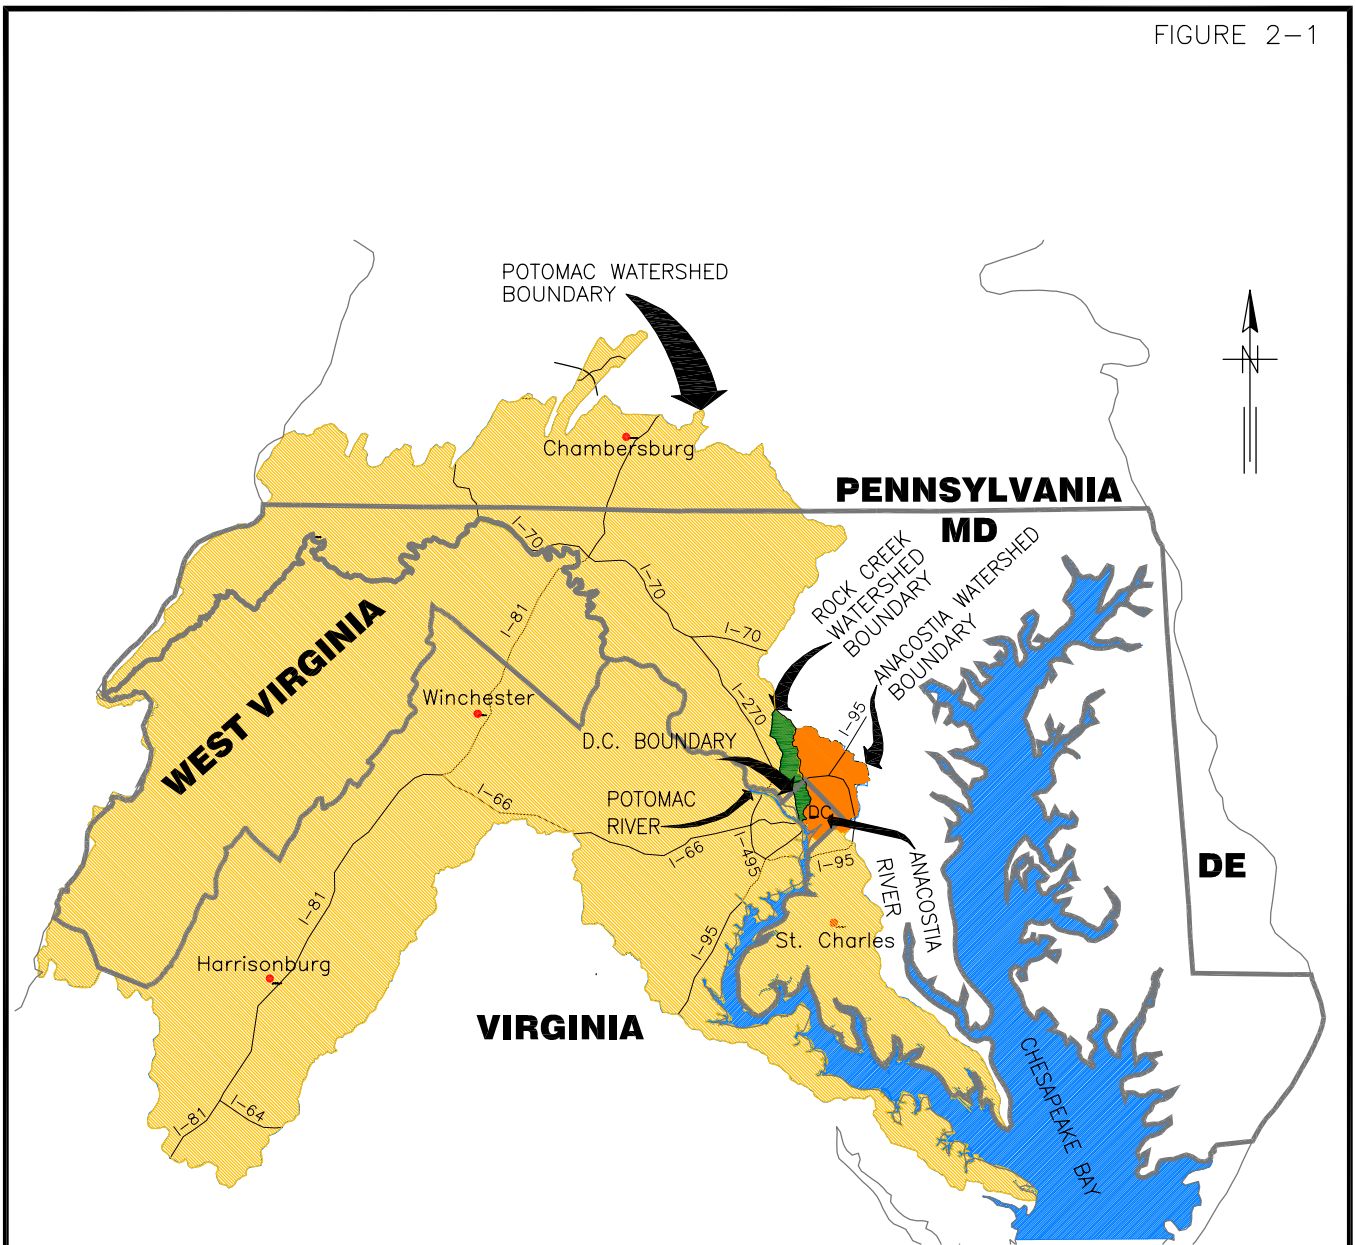 FIGURE 2-1
POTOMAC WATERSHED
BOUNDARY
N
Chambersburg
PENNSYLVANIA
MD
ROCK CREEK
WATERSHED
BOUNDARY
ANACOSTIA WATERSHED
BOUNDARY
I-70
I-70
I-81
I-70
WEST VIRGINIA
Winchester
I-270
I-95
D.C. BOUNDARY
POTOMAC
RIVER
I-66
DC
I-66
I-495
I-95
ANACOSTIA
RIVER
DE
I-81
I-95
St. Charles
Harrisonburg
VIRGINIA
CHESAPEAKE BAY
I-64
I-81